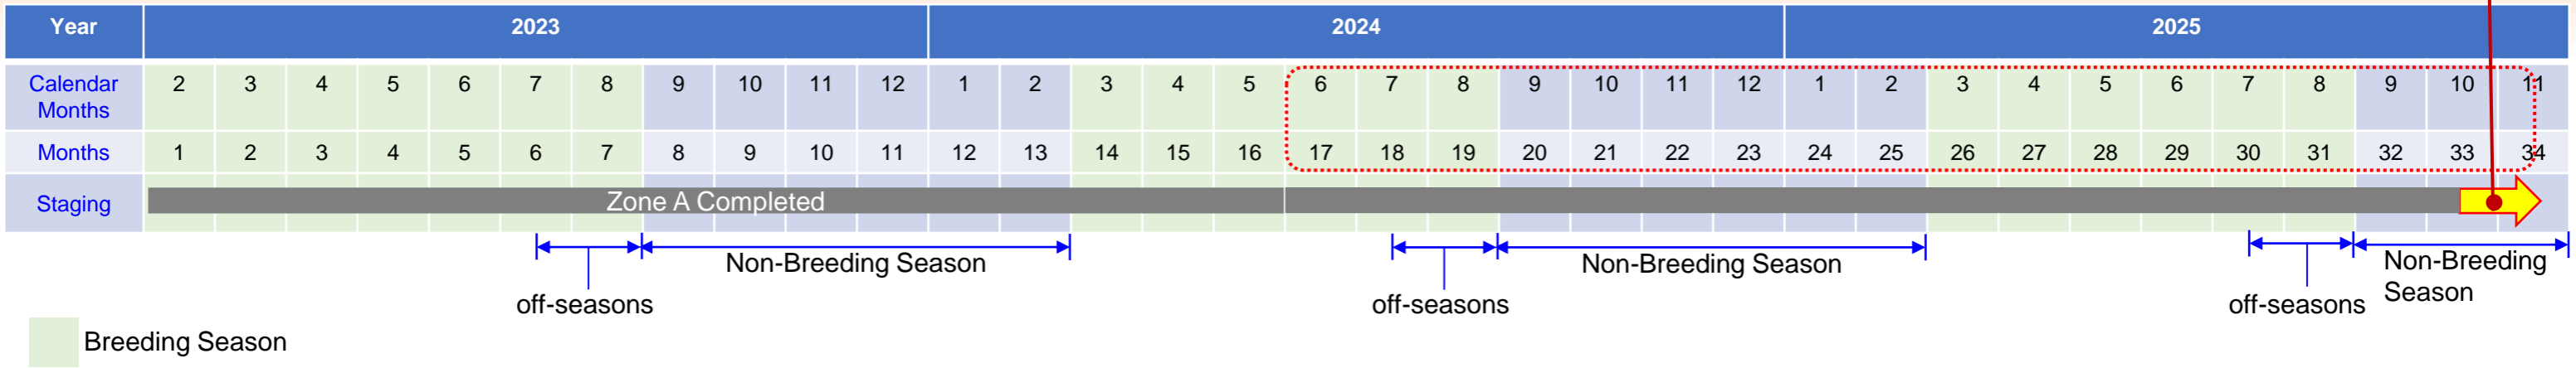 Year 2023 2024 2025
Calendar Months 2 3 4 5 6 7 8 9 10 11 12 1 2 3 4 5 6 7 8 9 10 11 12 1 2 3 4 5 6 7 8 9 10 11
Months 1 2 3 4 5 6 7 8 9 10 11 12 13 14 15 16 17 18 19 20 21 22 23 24 25 26 27 28 29 30 31 32 33 34
Staging Zone A Completed
Non-Breeding Season Non-Breeding Season Non-Breeding
Season
off-seasons off-seasons off-seasons
Breeding Season